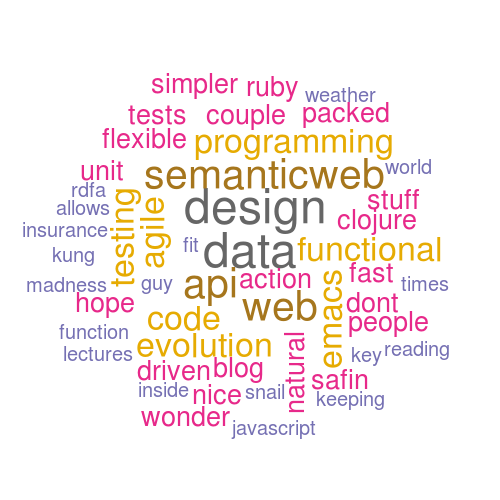 simpler ruby
weather
tests couple packed
flexible programming
unit semanticweb world
rdfa
allows
testing
agile
design
stuff
clojure
insurance
kung
fit data functional
madness guy api action
emacs
fast times
hope web dont
people
function code
lectures evolution
natural
key reading
driven blog
safin
inside nice snail keeping
wonder
javascript